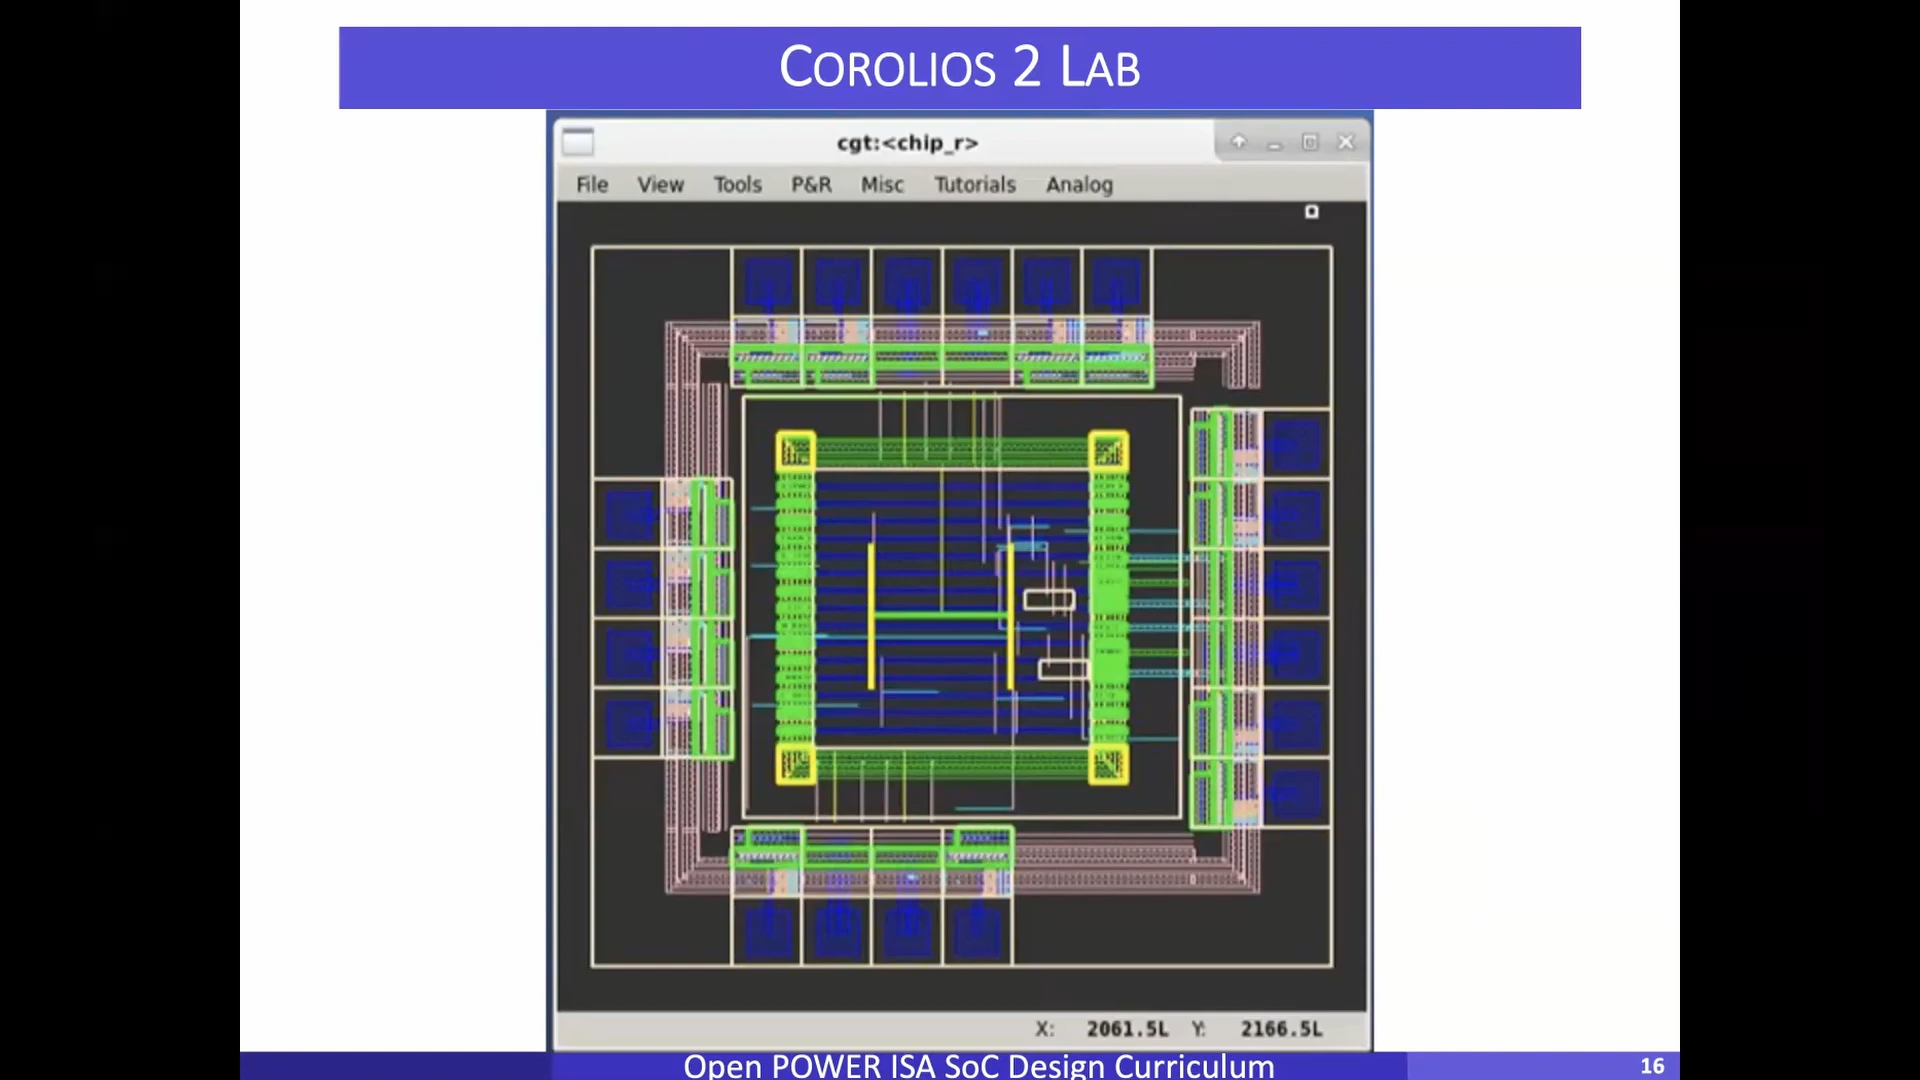 COROLIOS 2 LAB
cgt:<chip_r>
File View Tools P&R Misc Tutorials Analog
X: 2061.5L Y: 2166.5L
Open POWER ISA SoC Design Curriculum
16